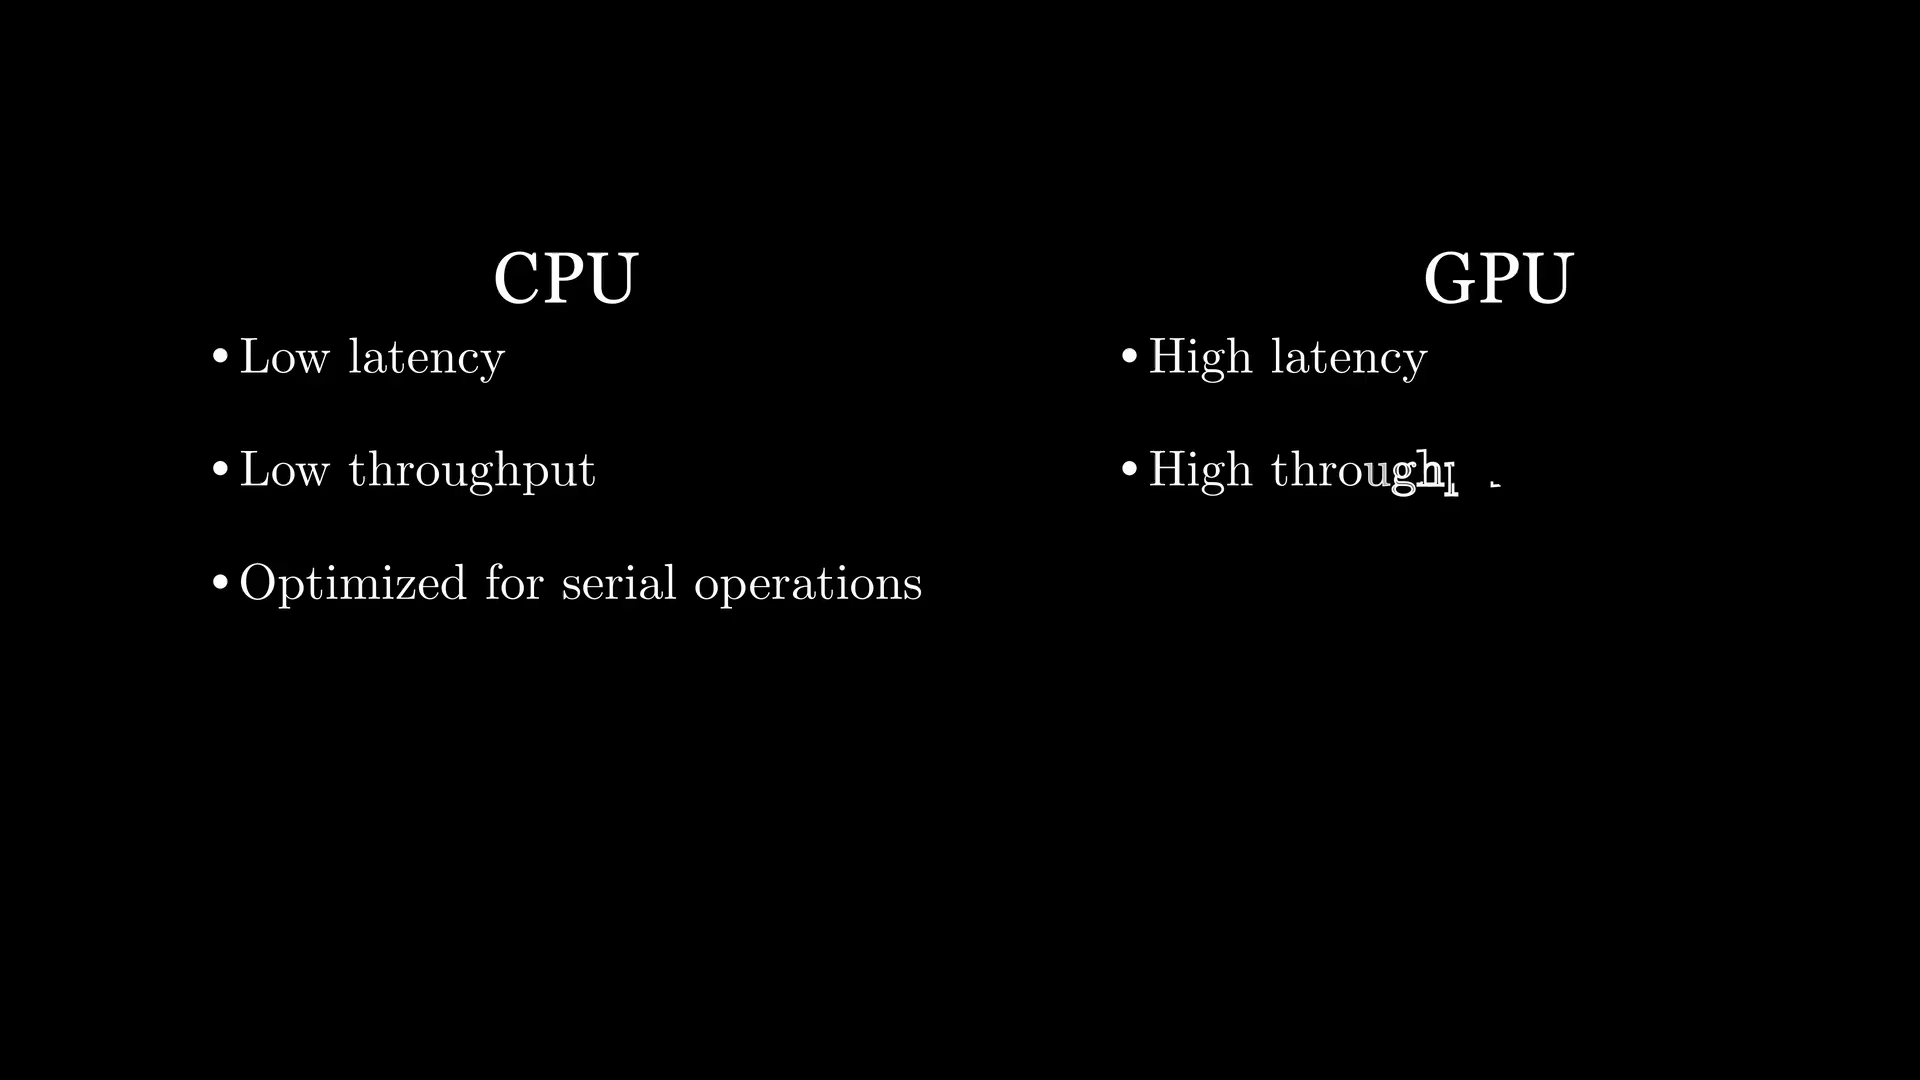 CPU
• Low latency
• Low throughput
• Optimized for serial operations
GPU
• High latency
• High